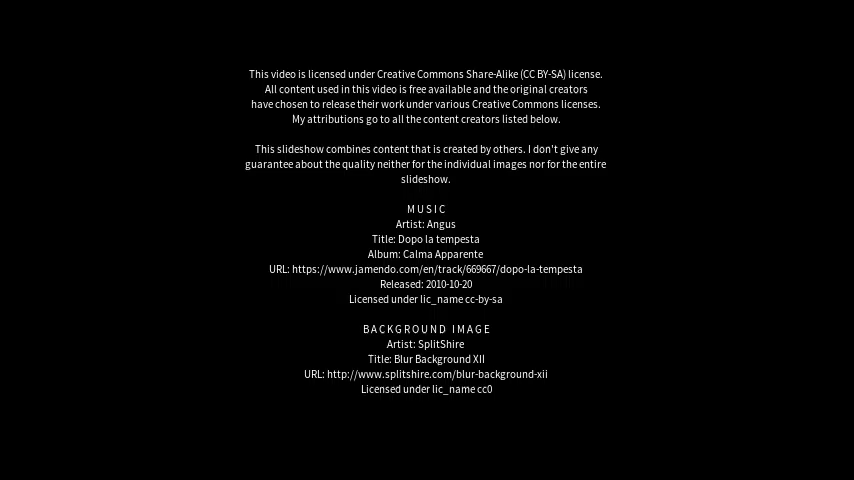 This video is licensed under Creative Commons Share-Alike (CC BY-SA) license.
All content used in this video is free available and the original creators
have chosen to release their work under various Creative Commons licenses.
My attributions go to all the content creators listed below.
This slideshow combines content that is created by others. I don't give any
guarantee about the quality neither for the individual images nor for the entire
slideshow.
MUSIC
Artist: Angus
Title: Dopo la tempesta
Album: Calma Apparente
URL: https://www.jamendo.com/en/track/669667/dopo-la-tempesta
Released: 2010-10-20
Licensed under lic_name cc-by-sa
BACKGROUND IMAGE
Artist: SplitShire
Title: Blur Background XII
URL: http://www.splitshire.com/blur-background-xii
Licensed under lic_name cc0